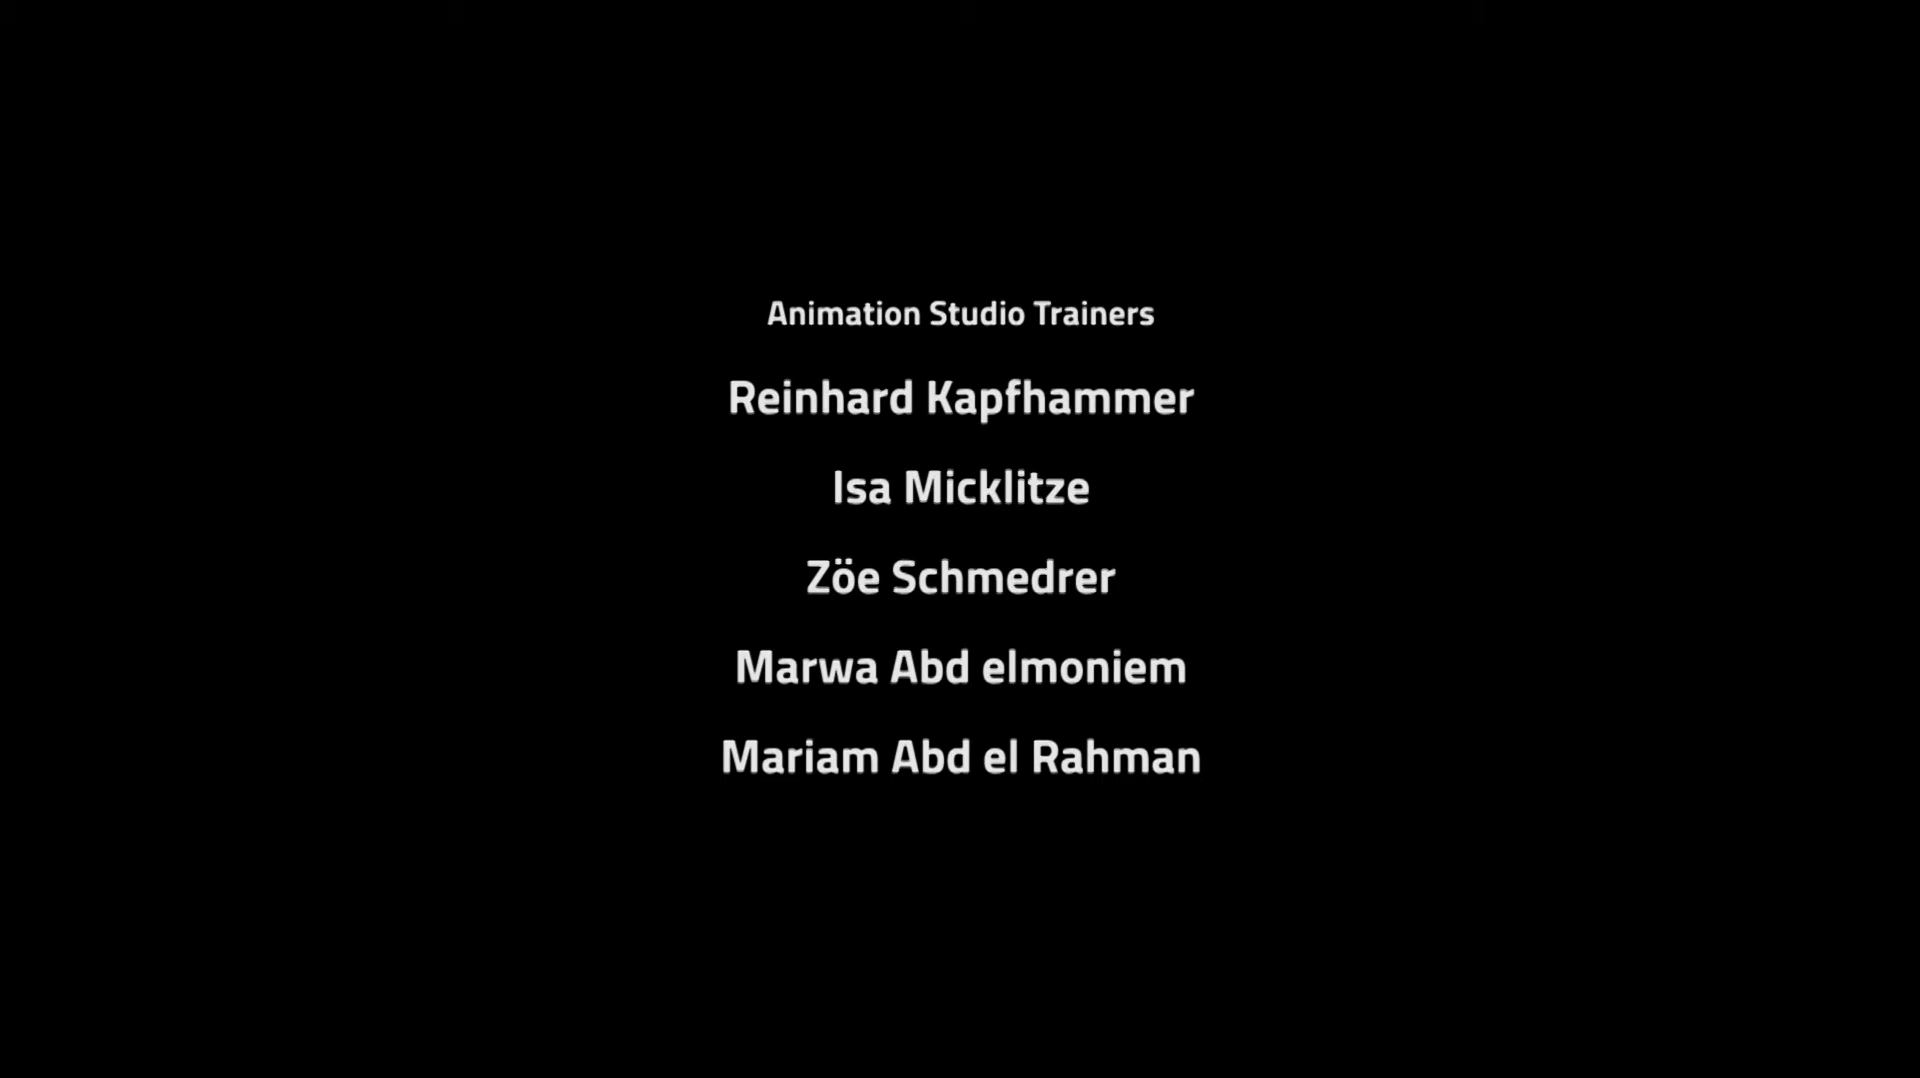 Animation Studio Trainers
Reinhard Kapfhammer
Isa Micklitze
Zöe Schmedrer
Marwa Abd elmoniem
Mariam Abd el Rahman